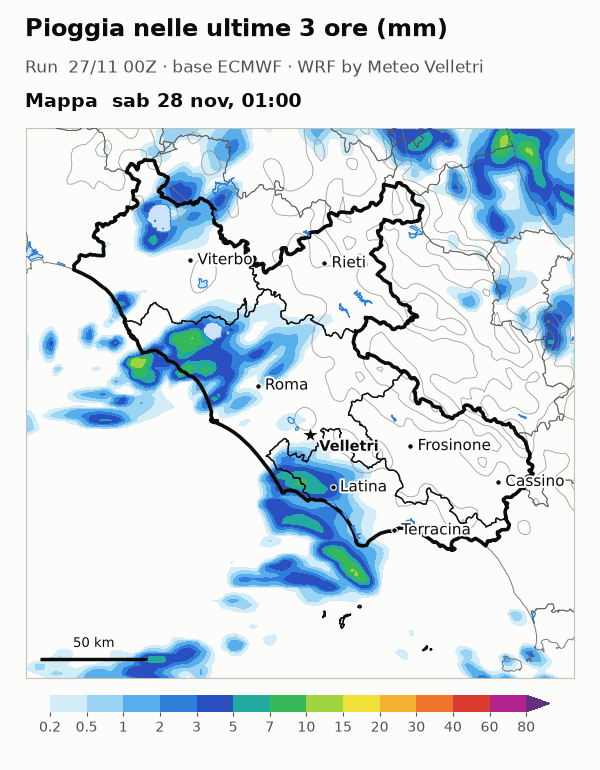 Pioggia nelle ultime 3 ore (mm)
Run  27/11 00Z · base ECMWF · WRF by Meteo Velletri
Mappa  sab 28 nov, 01:00
Viterbo
Rieti
Roma
Velletri
Frosinone
Latina
Cassino
Terracina
50 km
0.2 0.5 1 2 3 5 7 10 15 20 30 40 60 80